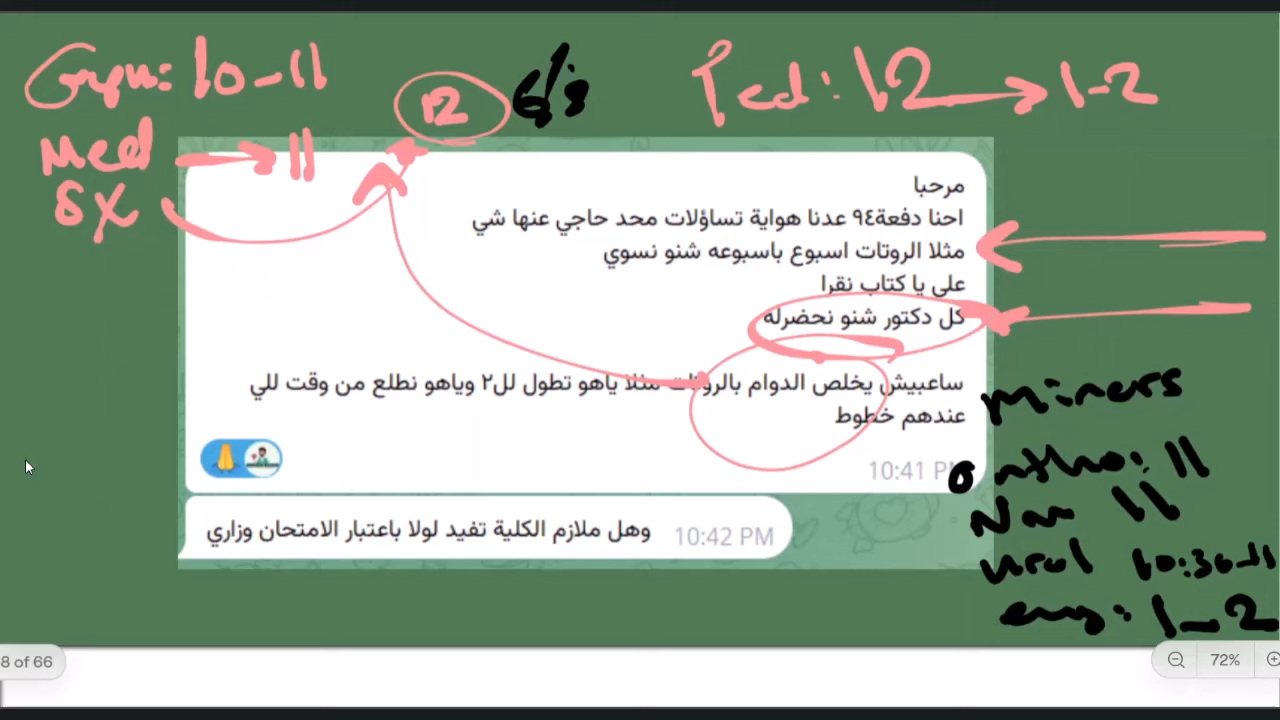 Gyn: 10-11
Med → 11
Sx
12
Ped: 12 → 1-2
مرحبا
احنا دفعة٩٤ عدنا هواية تساؤلات محد حاجي عنها شي
مثلا الروتات اسبوع باسبوعه شنو نسوي
على يا كتاب نقرا
كل دكتور شنو نحضرله
ساعبيش يخلص الدوام بالروتات مثلا ياهو تطول لل٢ وياهو نطلع من وقت للي
عندهم خطوط
10:41 PM
وهل ملازم الكلية تفيد لولا باعتبار الامتحان وزاري
10:42 PM
miners
ortho: 11
11
Urol 10:30-11
1-2
8 of 66
72%